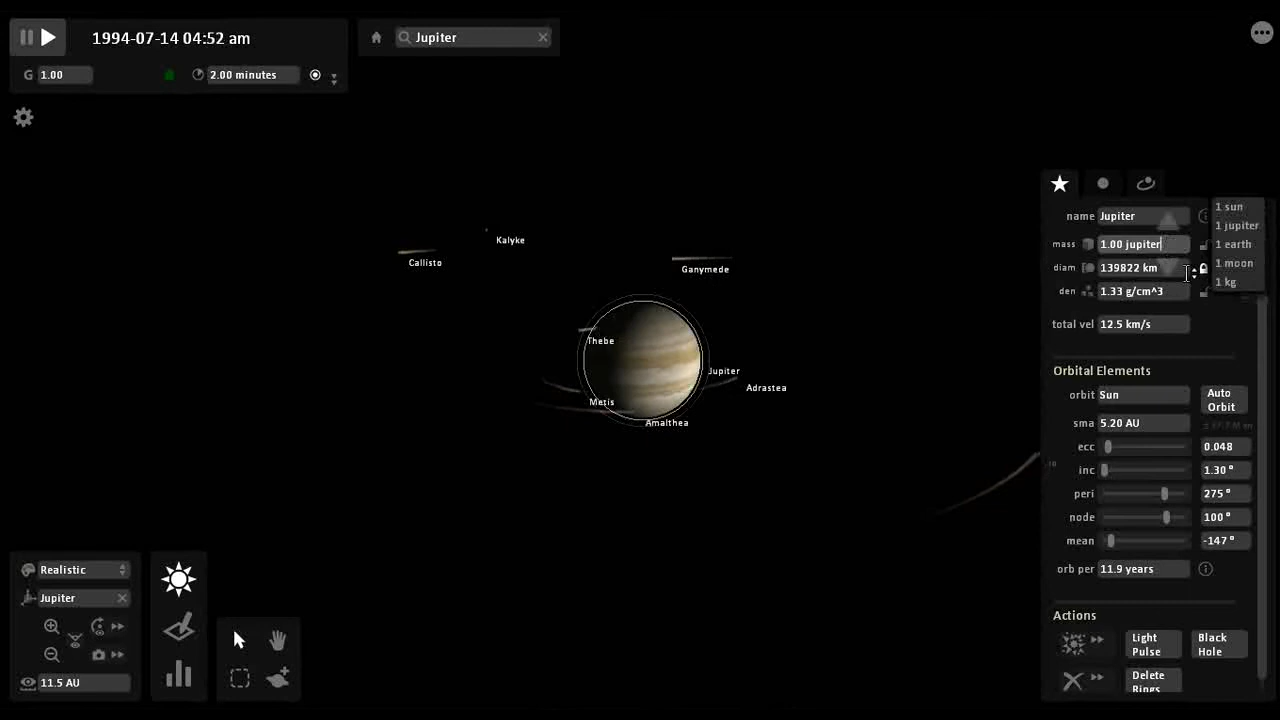 1994-07-14 04:52 am
Jupiter
G 1.00
2.00 minutes
Kalyke
Callisto
Ganymede
Thebe
Jupiter
Adrastea
Metis
Amalthea
name Jupiter
1 sun
1 jupiter
mass 1.00 jupiter
1 earth
diam 139822 km
1 moon
den 1.33 g/cm^3
1 kg
total vel 12.5 km/s
Orbital Elements
orbit Sun
Auto Orbit
sma 5.20 AU
ecc 0.048
inc 1.30 °
peri 275 °
node 100 °
mean -147 °
orb per 11.9 years
Actions
Light Pulse
Black Hole
Delete Rings
Realistic
Jupiter
11.5 AU